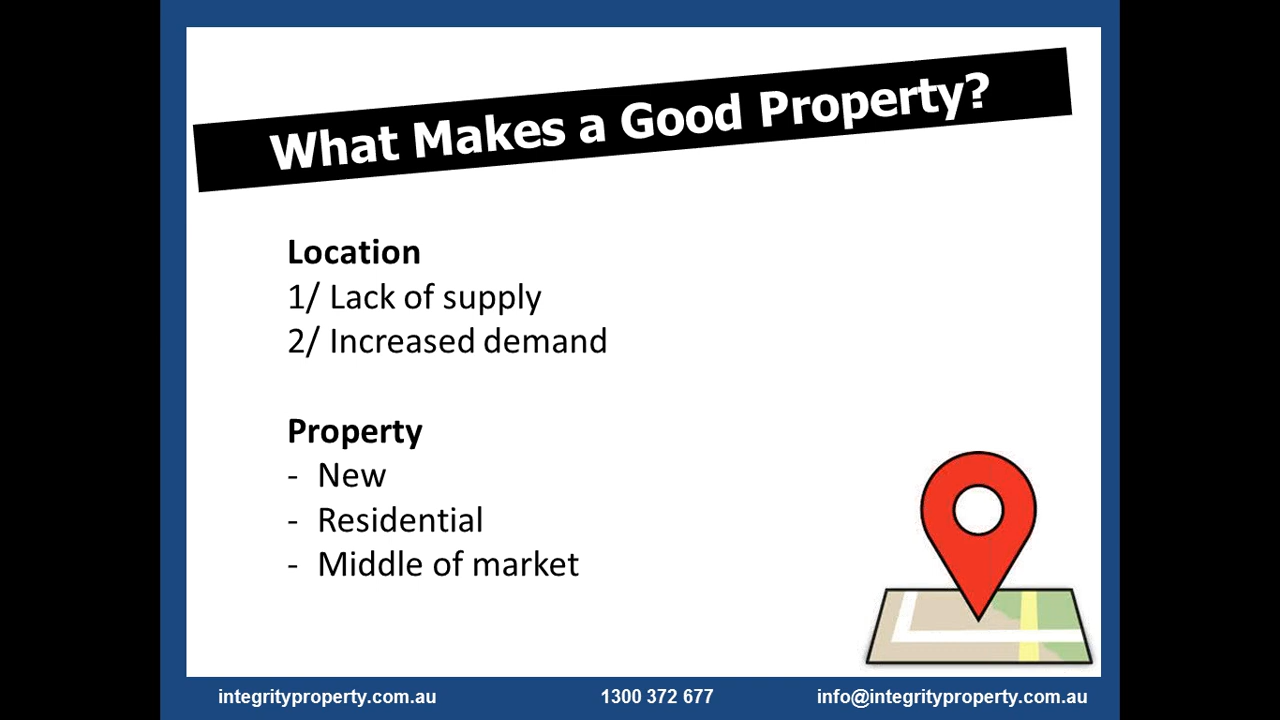 What Makes a Good Property?
Location
1/ Lack of supply
2/ Increased demand
Property
- New
- Residential
- Middle of market
integrityproperty.com.au 1300 372 677 info@integrityproperty.com.au